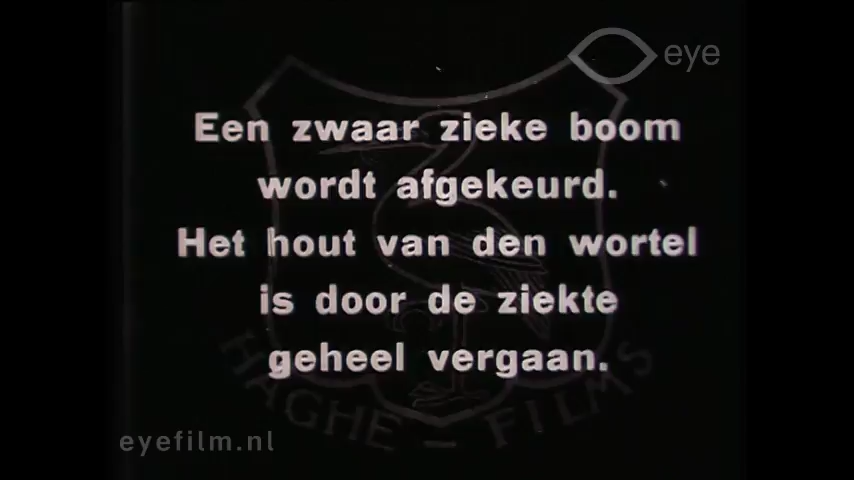 eye
Een zwaar zieke boom
wordt afgekeurd.
Het hout van den wortel
is door de ziekte
geheel vergaan.
HAGHE – FILMS
eyefilm.nl